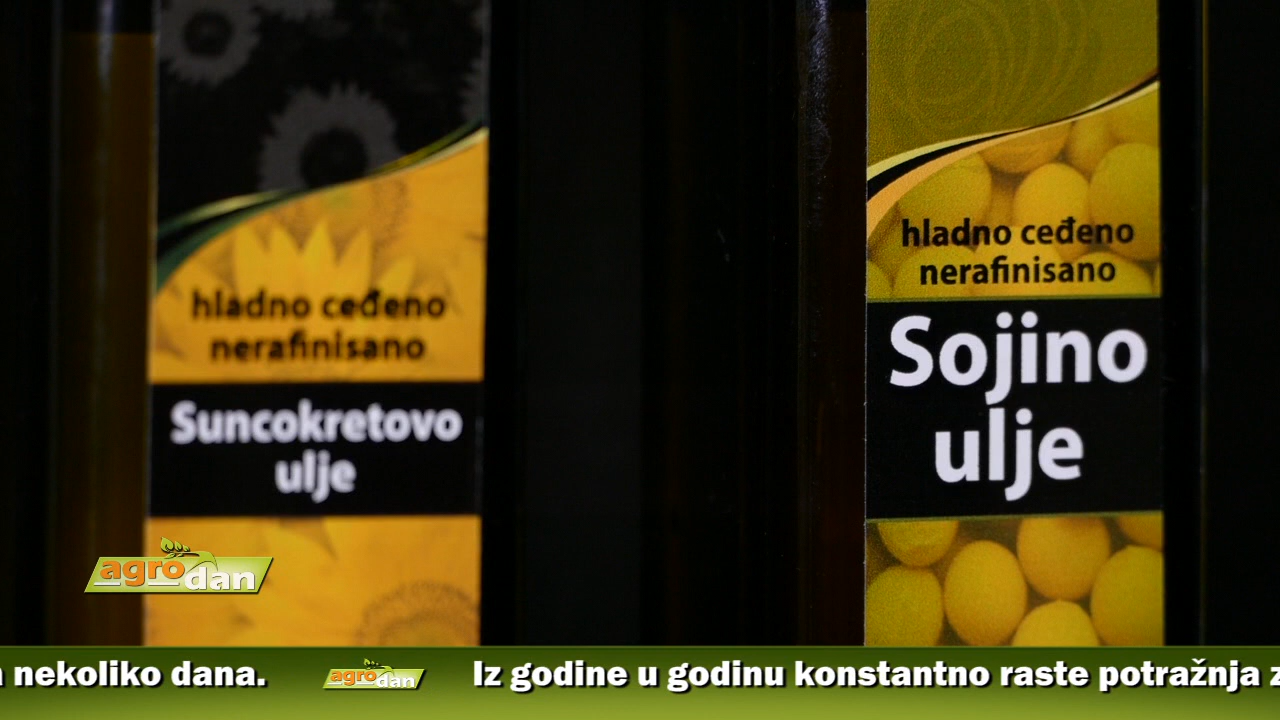 hladno ceđeno
nerafinisano
Suncokretovo
ulje
hladno ceđeno
nerafinisano
Sojino
ulje
agro
dan
nekoliko dana.
agro
dan
Iz godine u godinu konstantno raste potražnja